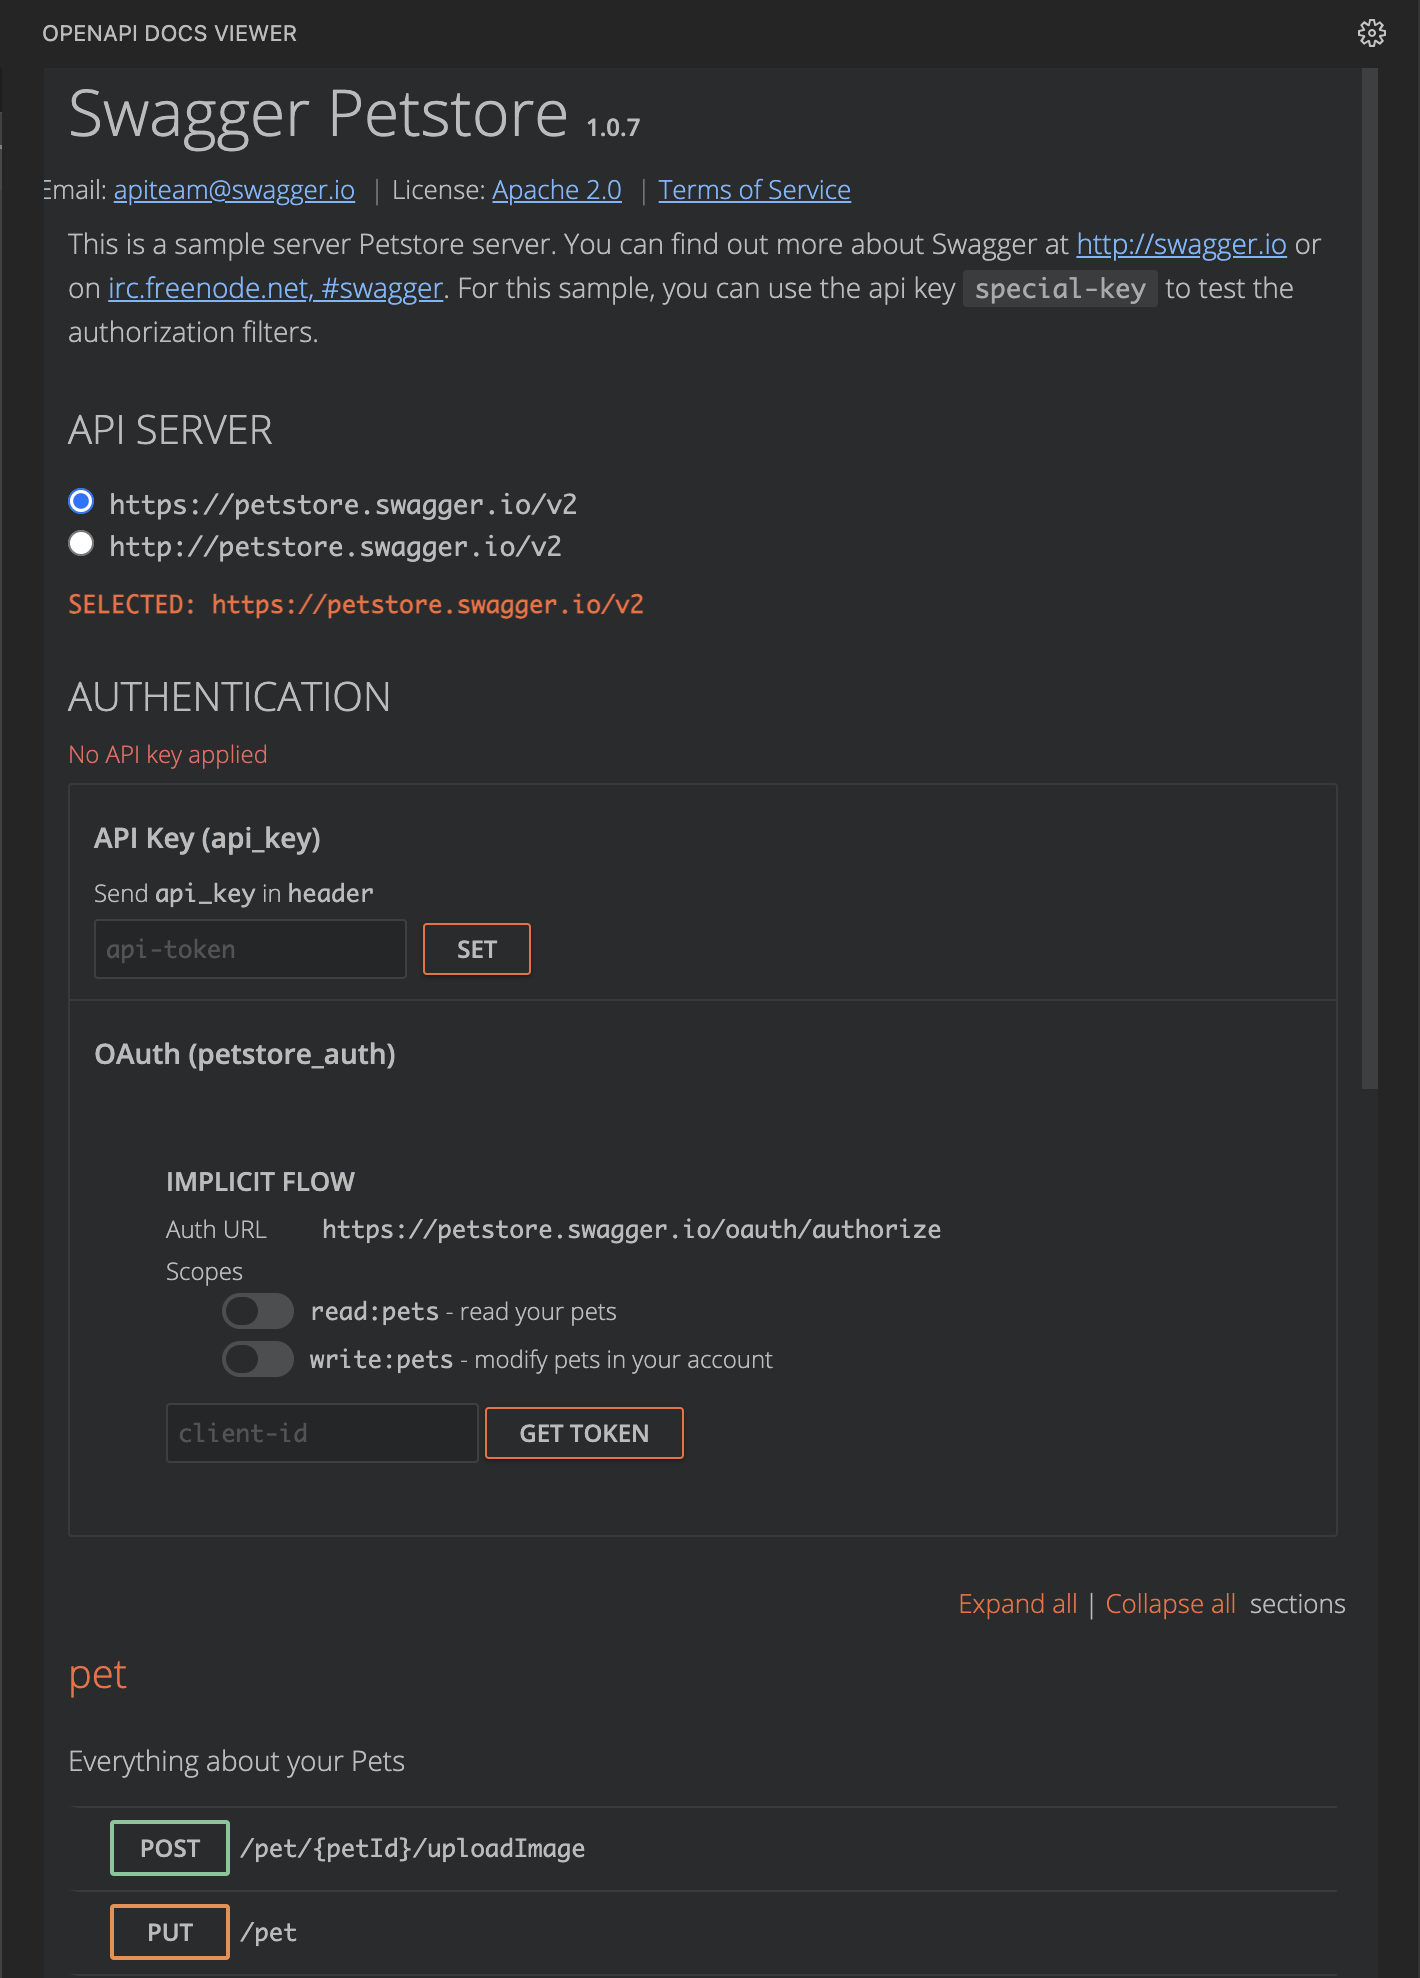 OPENAPI DOCS VIEWER
Swagger Petstore 1.0.7
Email: apiteam@swagger.io | License: Apache 2.0 | Terms of Service
This is a sample server Petstore server. You can find out more about Swagger at http://swagger.io or
on irc.freenode.net, #swagger. For this sample, you can use the api key special-key to test the
authorization filters.
API SERVER
https://petstore.swagger.io/v2
http://petstore.swagger.io/v2
SELECTED: https://petstore.swagger.io/v2
AUTHENTICATION
No API key applied
API Key (api_key)
Send api_key in header
api-token SET
OAuth (petstore_auth)
IMPLICIT FLOW
Auth URL https://petstore.swagger.io/oauth/authorize
Scopes
read:pets - read your pets
write:pets - modify pets in your account
client-id GET TOKEN
Expand all | Collapse all sections
pet
Everything about your Pets
POST /pet/{petId}/uploadImage
PUT /pet